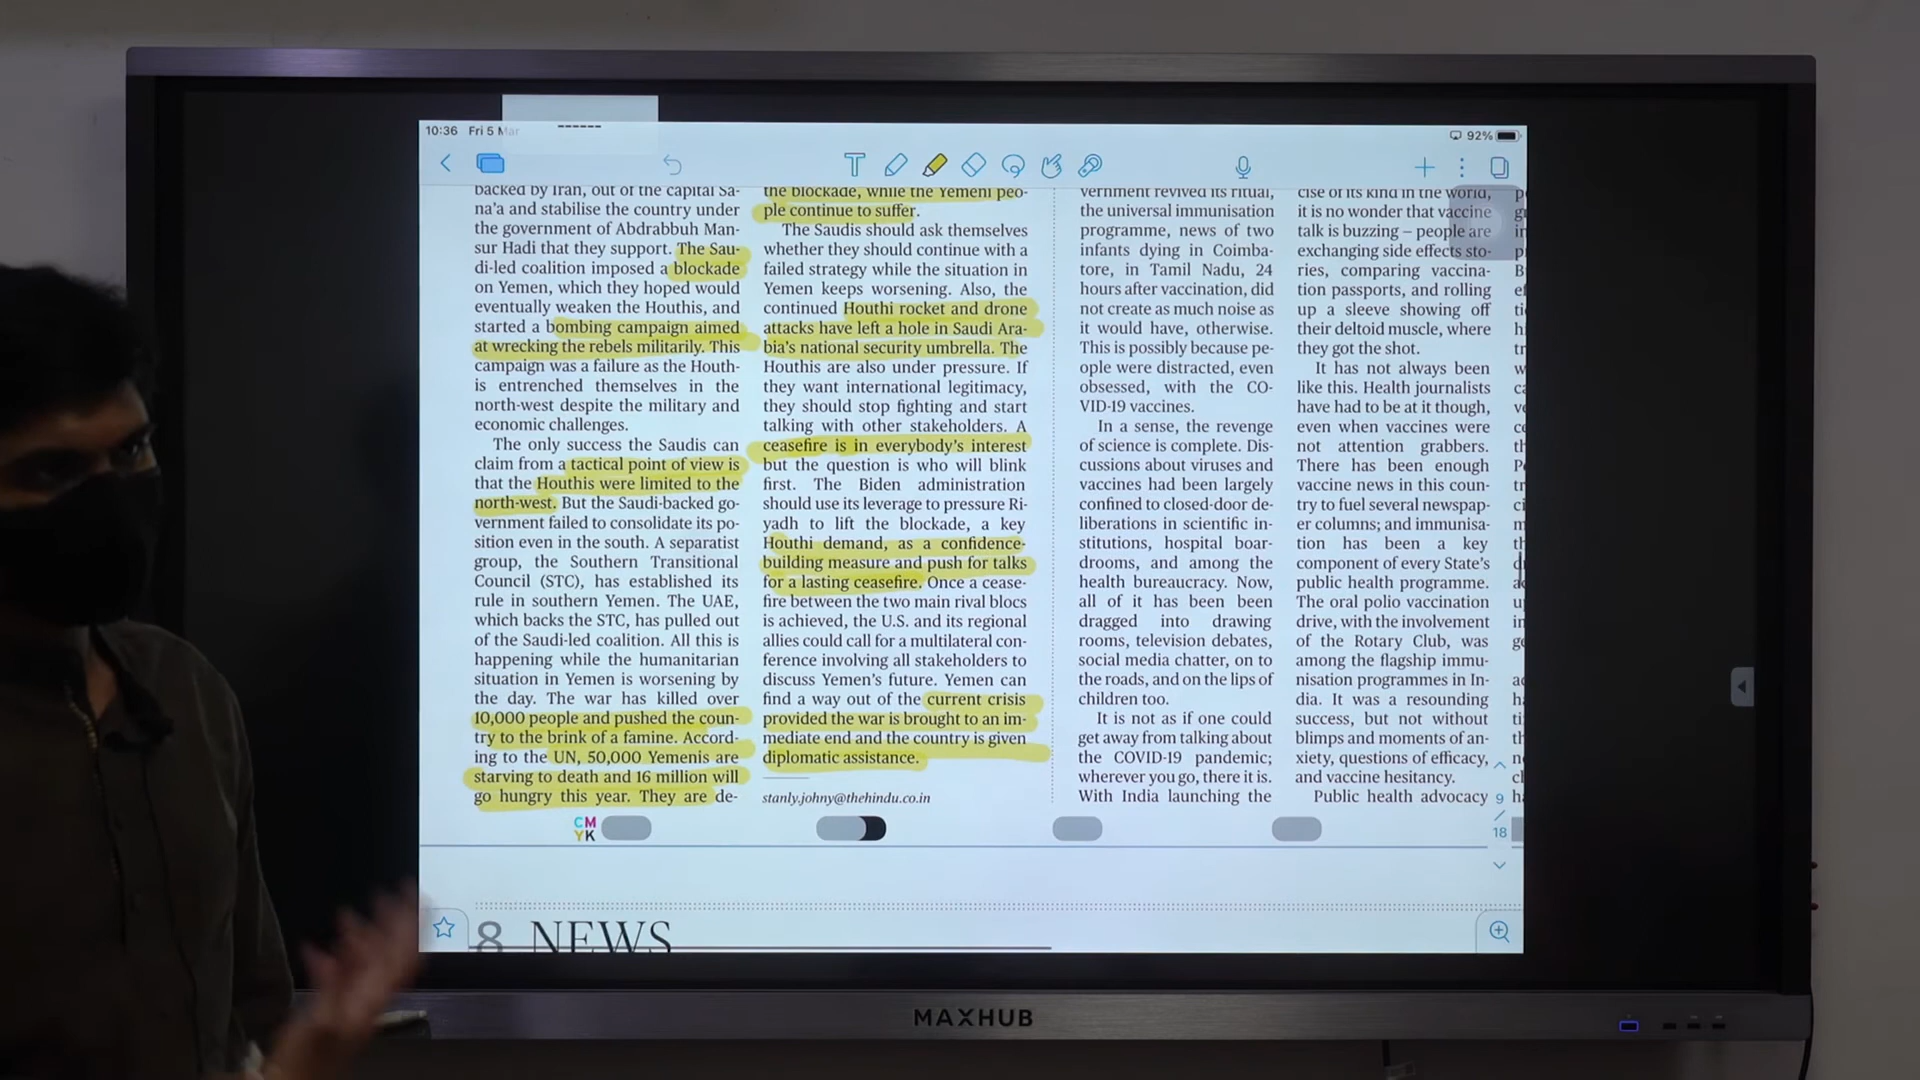 10:36 Fri 5 Mar
92%
backed by Iran, out of the capital Sa-
na'a and stabilise the country under
the government of Abdrabbuh Man-
sur Hadi that they support. The Sau-
di-led coalition imposed a blockade
on Yemen, which they hoped would
eventually weaken the Houthis, and
started a bombing campaign aimed
at wrecking the rebels militarily. This
campaign was a failure as the Houth-
is entrenched themselves in the
north-west despite the military and
economic challenges.
The only success the Saudis can
claim from a tactical point of view is
that the Houthis were limited to the
north-west. But the Saudi-backed go-
vernment failed to consolidate its po-
sition even in the south. A separatist
group, the Southern Transitional
Council (STC), has established its
rule in southern Yemen. The UAE,
which backs the STC, has pulled out
of the Saudi-led coalition. All this is
happening while the humanitarian
situation in Yemen is worsening by
the day. The war has killed over
10,000 people and pushed the coun-
try to the brink of a famine. Accord-
ing to the UN, 50,000 Yemenis are
starving to death and 16 million will
go hungry this year. They are de-
the blockade, while the Yemeni peo-
ple continue to suffer.
The Saudis should ask themselves
whether they should continue with a
failed strategy while the situation in
Yemen keeps worsening. Also, the
continued Houthi rocket and drone
attacks have left a hole in Saudi Ara-
bia's national security umbrella. The
Houthis are also under pressure. If
they want international legitimacy,
they should stop fighting and start
talking with other stakeholders. A
ceasefire is in everybody's interest
but the question is who will blink
first. The Biden administration
should use its leverage to pressure Ri-
yadh to lift the blockade, a key
Houthi demand, as a confidence-
building measure and push for talks
for a lasting ceasefire. Once a cease-
fire between the two main rival blocs
is achieved, the U.S. and its regional
allies could call for a multilateral con-
ference involving all stakeholders to
discuss Yemen's future. Yemen can
find a way out of the current crisis
provided the war is brought to an im-
mediate end and the country is given
diplomatic assistance.
stanly.johny@thehindu.co.in
vernment revived its ritual,
the universal immunisation
programme, news of two
infants dying in Coimba-
tore, in Tamil Nadu, 24
hours after vaccination, did
not create as much noise as
it would have, otherwise.
This is possibly because pe-
ople were distracted, even
obsessed, with the CO-
VID-19 vaccines.
In a sense, the revenge
of science is complete. Dis-
cussions about viruses and
vaccines had been largely
confined to closed-door de-
liberations in scientific in-
stitutions, hospital boar-
drooms, and among the
health bureaucracy. Now,
all of it has been been
dragged into drawing
rooms, television debates,
social media chatter, on to
the roads, and on the lips of
children too.
It is not as if one could
get away from talking about
the COVID-19 pandemic;
wherever you go, there it is.
With India launching the
cise of its kind in the world,
it is no wonder that vaccine
talk is buzzing – people are
exchanging side effects sto-
ries, comparing vaccina-
tion passports, and rolling
up a sleeve showing off
their deltoid muscle, where
they got the shot.
It has not always been
like this. Health journalists
have had to be at it though,
even when vaccines were
not attention grabbers.
There has been enough
vaccine news in this coun-
try to fuel several newspap-
er columns; and immunisa-
tion has been a key
component of every State's
public health programme.
The oral polio vaccination
drive, with the involvement
of the Rotary Club, was
among the flagship immu-
nisation programmes in In-
dia. It was a resounding
success, but not without
blimps and moments of an-
xiety, questions of efficacy,
and vaccine hesitancy.
Public health advocacy
9
/
18
CM
YK
8 NEWS
MAXHUB